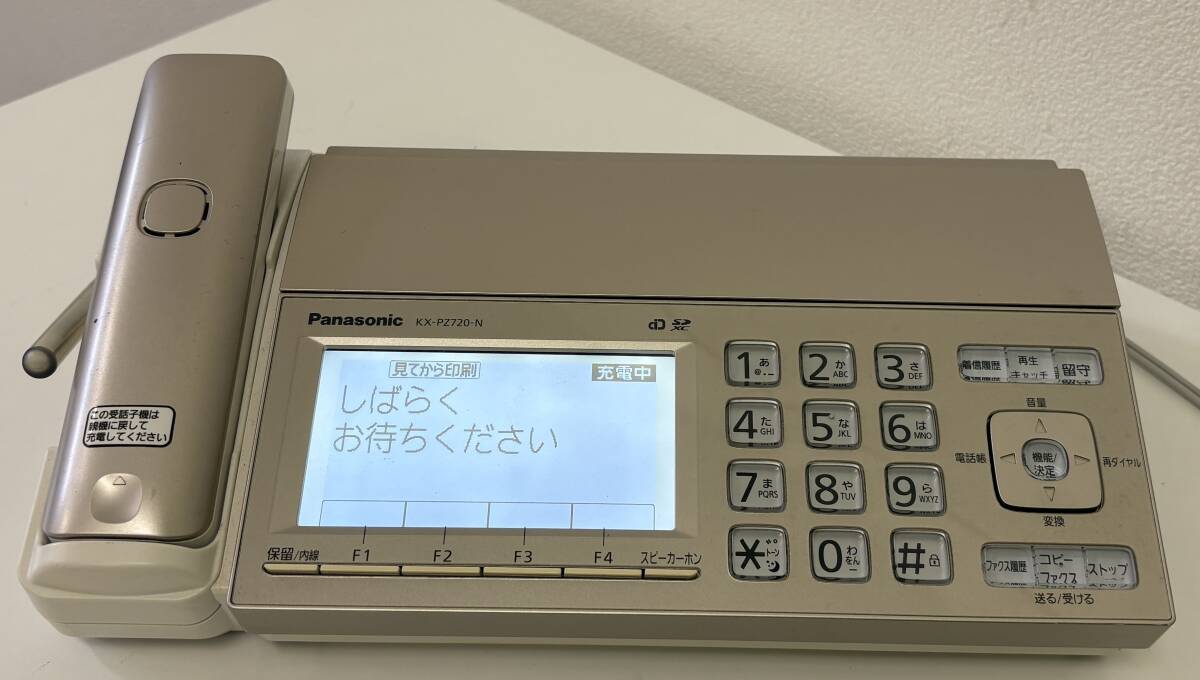 Panasonic KX-PZ720-N
SD XC
見てから印刷 充電中
しばらく
お待ちください
この受話子機は
親機に戻して
充電してください
保留/内線 F1 F2 F3 F4 スピーカーホン
1 あ @.-
2 か ABC
3 さ DEF
4 た GHI
5 な JKL
6 は MNO
7 ま PQRS
8 や TUV
9 ら WXYZ
* トーン
0 わをん ー
#
着信履歴 再生 キャッチ 留守
音量
電話帳 機能/決定 再ダイヤル
変換
ファクス履歴 コピー ファクス ストップ
送る/受ける